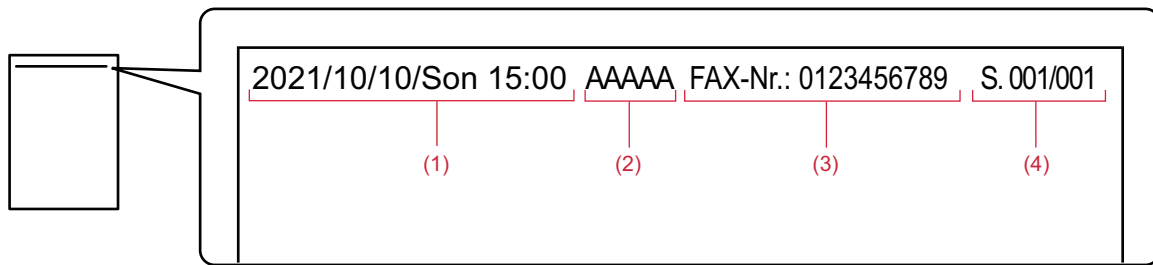 2021/10/10/Son 15:00 AAAAA FAX-Nr.: 0123456789 S. 001/001
(1) (2) (3) (4)